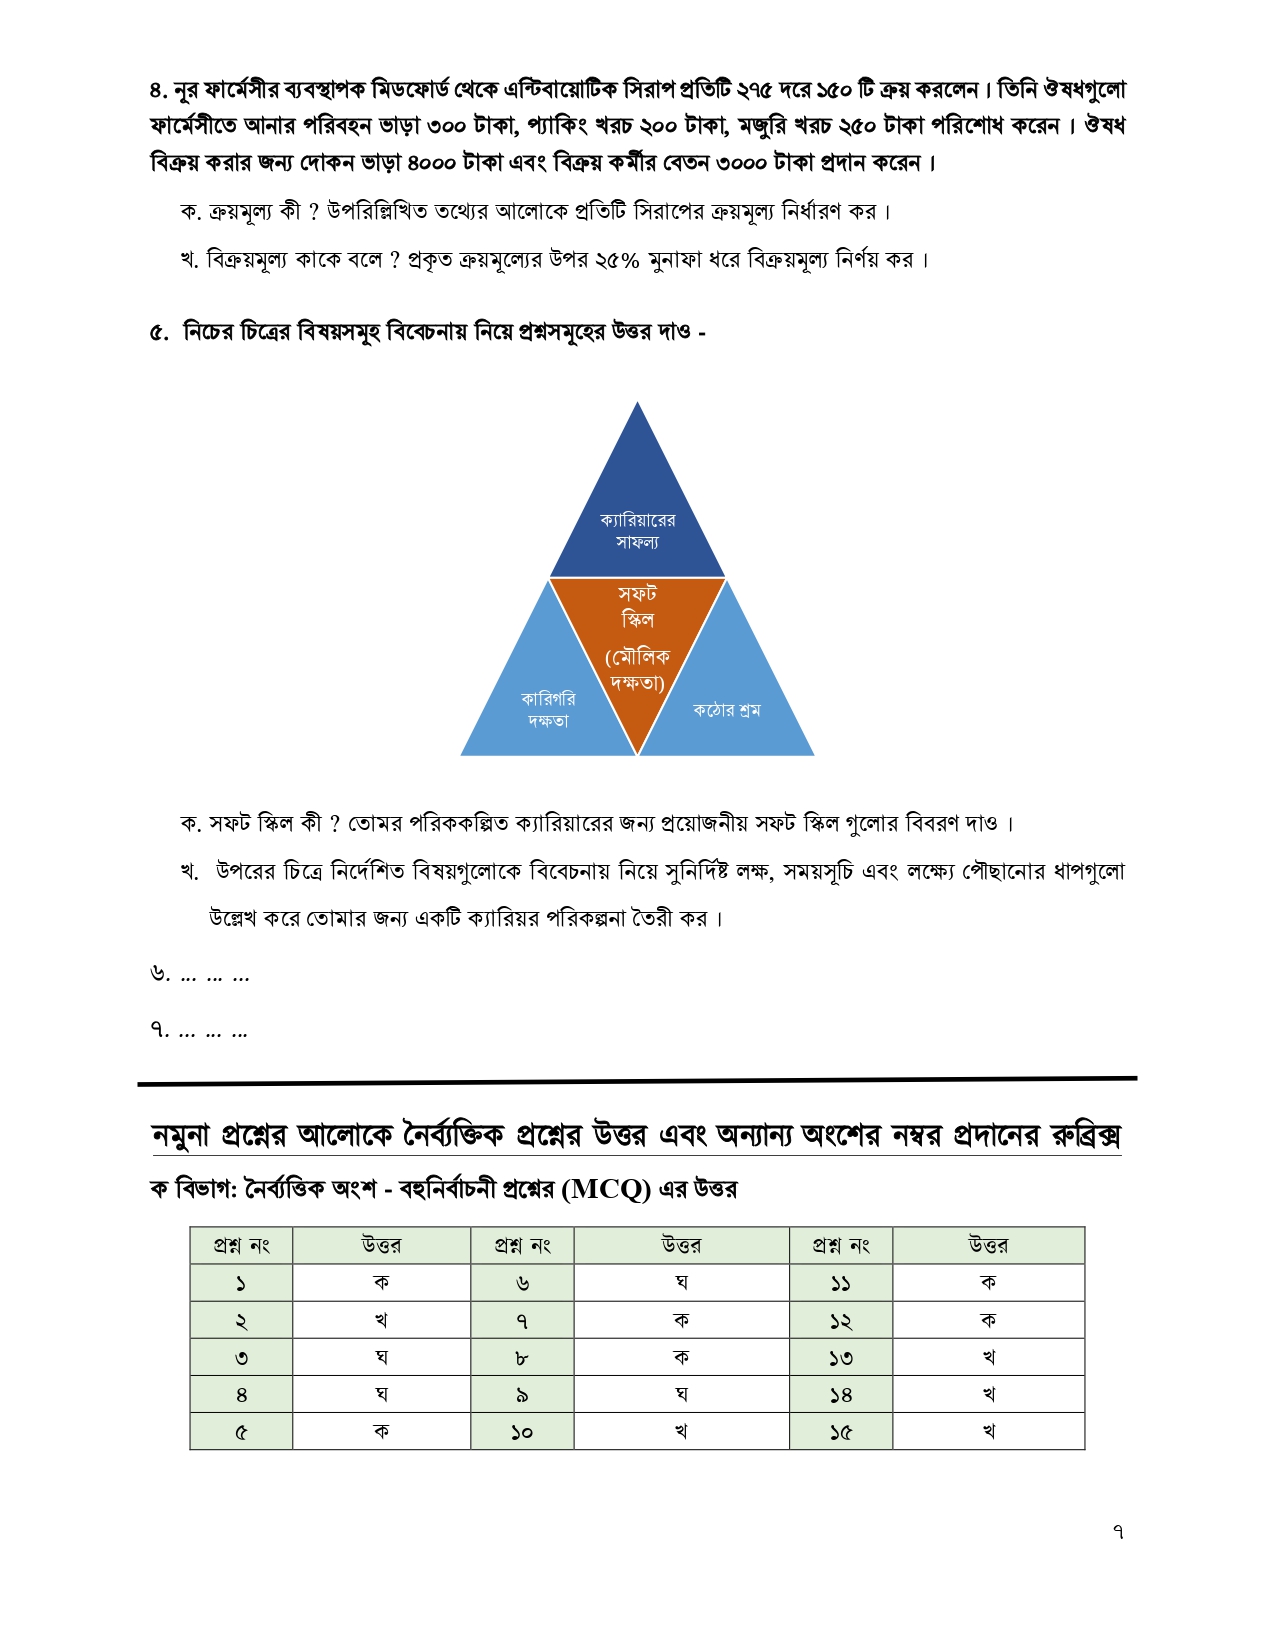 ৪. নূর ফার্মেসীর ব্যবস্থাপক মিডফোর্ড থেকে এন্টিবায়োটিক সিরাপ প্রতিটি ২৭৫ দরে ১৫০ টি ক্রয় করলেন। তিনি ঔষধগুলো
ফার্মেসীতে আনার পরিবহন ভাড়া ৩০০ টাকা, প্যাকিং খরচ ২০০ টাকা, মজুরি খরচ ২৫০ টাকা পরিশোধ করেন । ঔষধ
বিক্রয় করার জন্য দোকন ভাড়া ৪০০০ টাকা এবং বিক্রয় কর্মীর বেতন ৩০০০ টাকা প্রদান করেন ।
ক. ক্রয়মূল্য কী ? উপরিল্লিখিত তথ্যের আলোকে প্রতিটি সিরাপের ক্রয়মূল্য নির্ধারণ কর ।
খ. বিক্রয়মূল্য কাকে বলে ? প্রকৃত ক্রয়মূল্যের উপর ২৫% মুনাফা ধরে বিক্রয়মূল্য নির্ণয় কর ।
৫. নিচের চিত্রের বিষয়সমূহ বিবেচনায় নিয়ে প্রশ্নসমূহের উত্তর দাও -
ক্যারিয়ারের
সাফল্য
সফট
স্কিল
(মৌলিক
দক্ষতা)
কারিগরি
দক্ষতা
কঠোর শ্রম
ক. সফট স্কিল কী ? তোমর পরিককল্পিত ক্যারিয়ারের জন্য প্রয়োজনীয় সফট স্কিল গুলোর বিবরণ দাও ।
খ. উপরের চিত্রে নির্দেশিত বিষয়গুলোকে বিবেচনায় নিয়ে সুনির্দিষ্ট লক্ষ, সময়সূচি এবং লক্ষ্যে পৌছানোর ধাপগুলো
উল্লেখ করে তোমার জন্য একটি ক্যারিয়র পরিকল্পনা তৈরী কর ।
৬. ... ... ...
৭. ... ... ...
নমুনা প্রশ্নের আলোকে নৈর্ব্যক্তিক প্রশ্নের উত্তর এবং অন্যান্য অংশের নম্বর প্রদানের রুব্রিক্স
ক বিভাগ: নৈর্ব্যত্তিক অংশ - বহুনির্বাচনী প্রশ্নের (MCQ) এর উত্তর
প্রশ্ন নং উত্তর প্রশ্ন নং উত্তর প্রশ্ন নং উত্তর
১ ক ৬ ঘ ১১ ক
২ খ ৭ ক ১২ ক
৩ ঘ ৮ ক ১৩ খ
৪ ঘ ৯ ঘ ১৪ খ
৫ ক ১০ খ ১৫ খ
৭